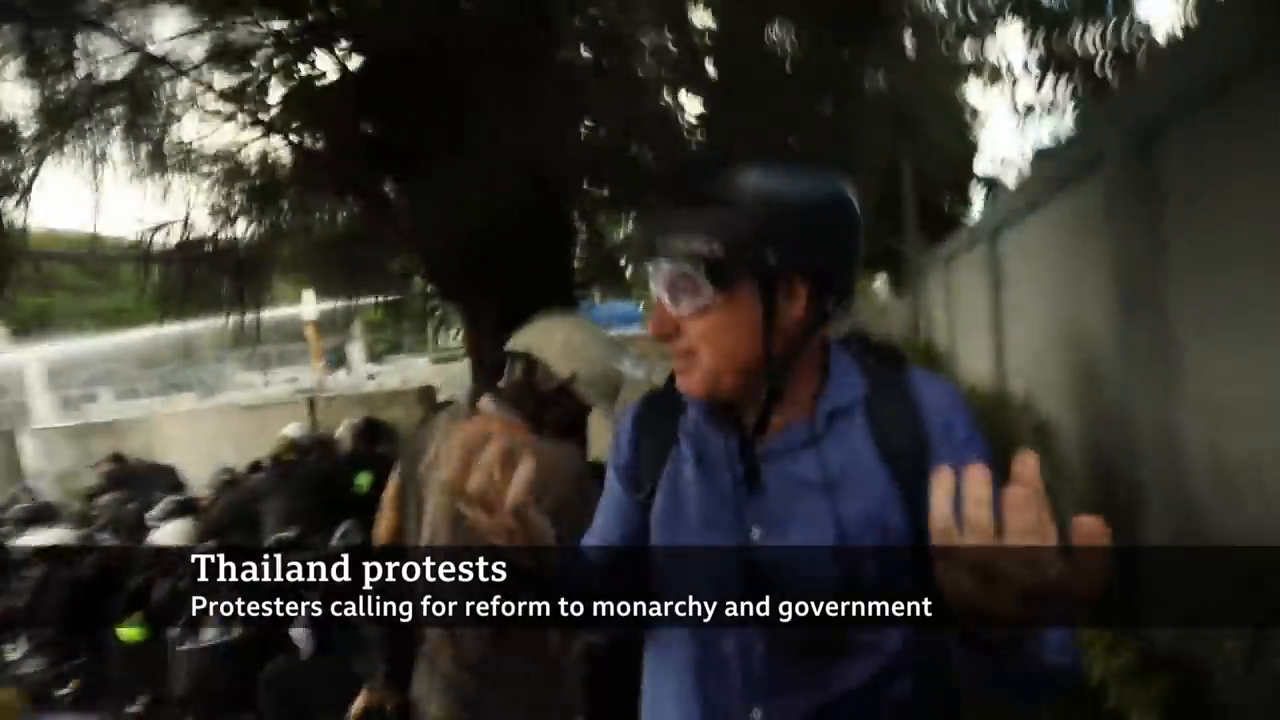 Thailand protests
Protesters calling for reform to monarchy and government